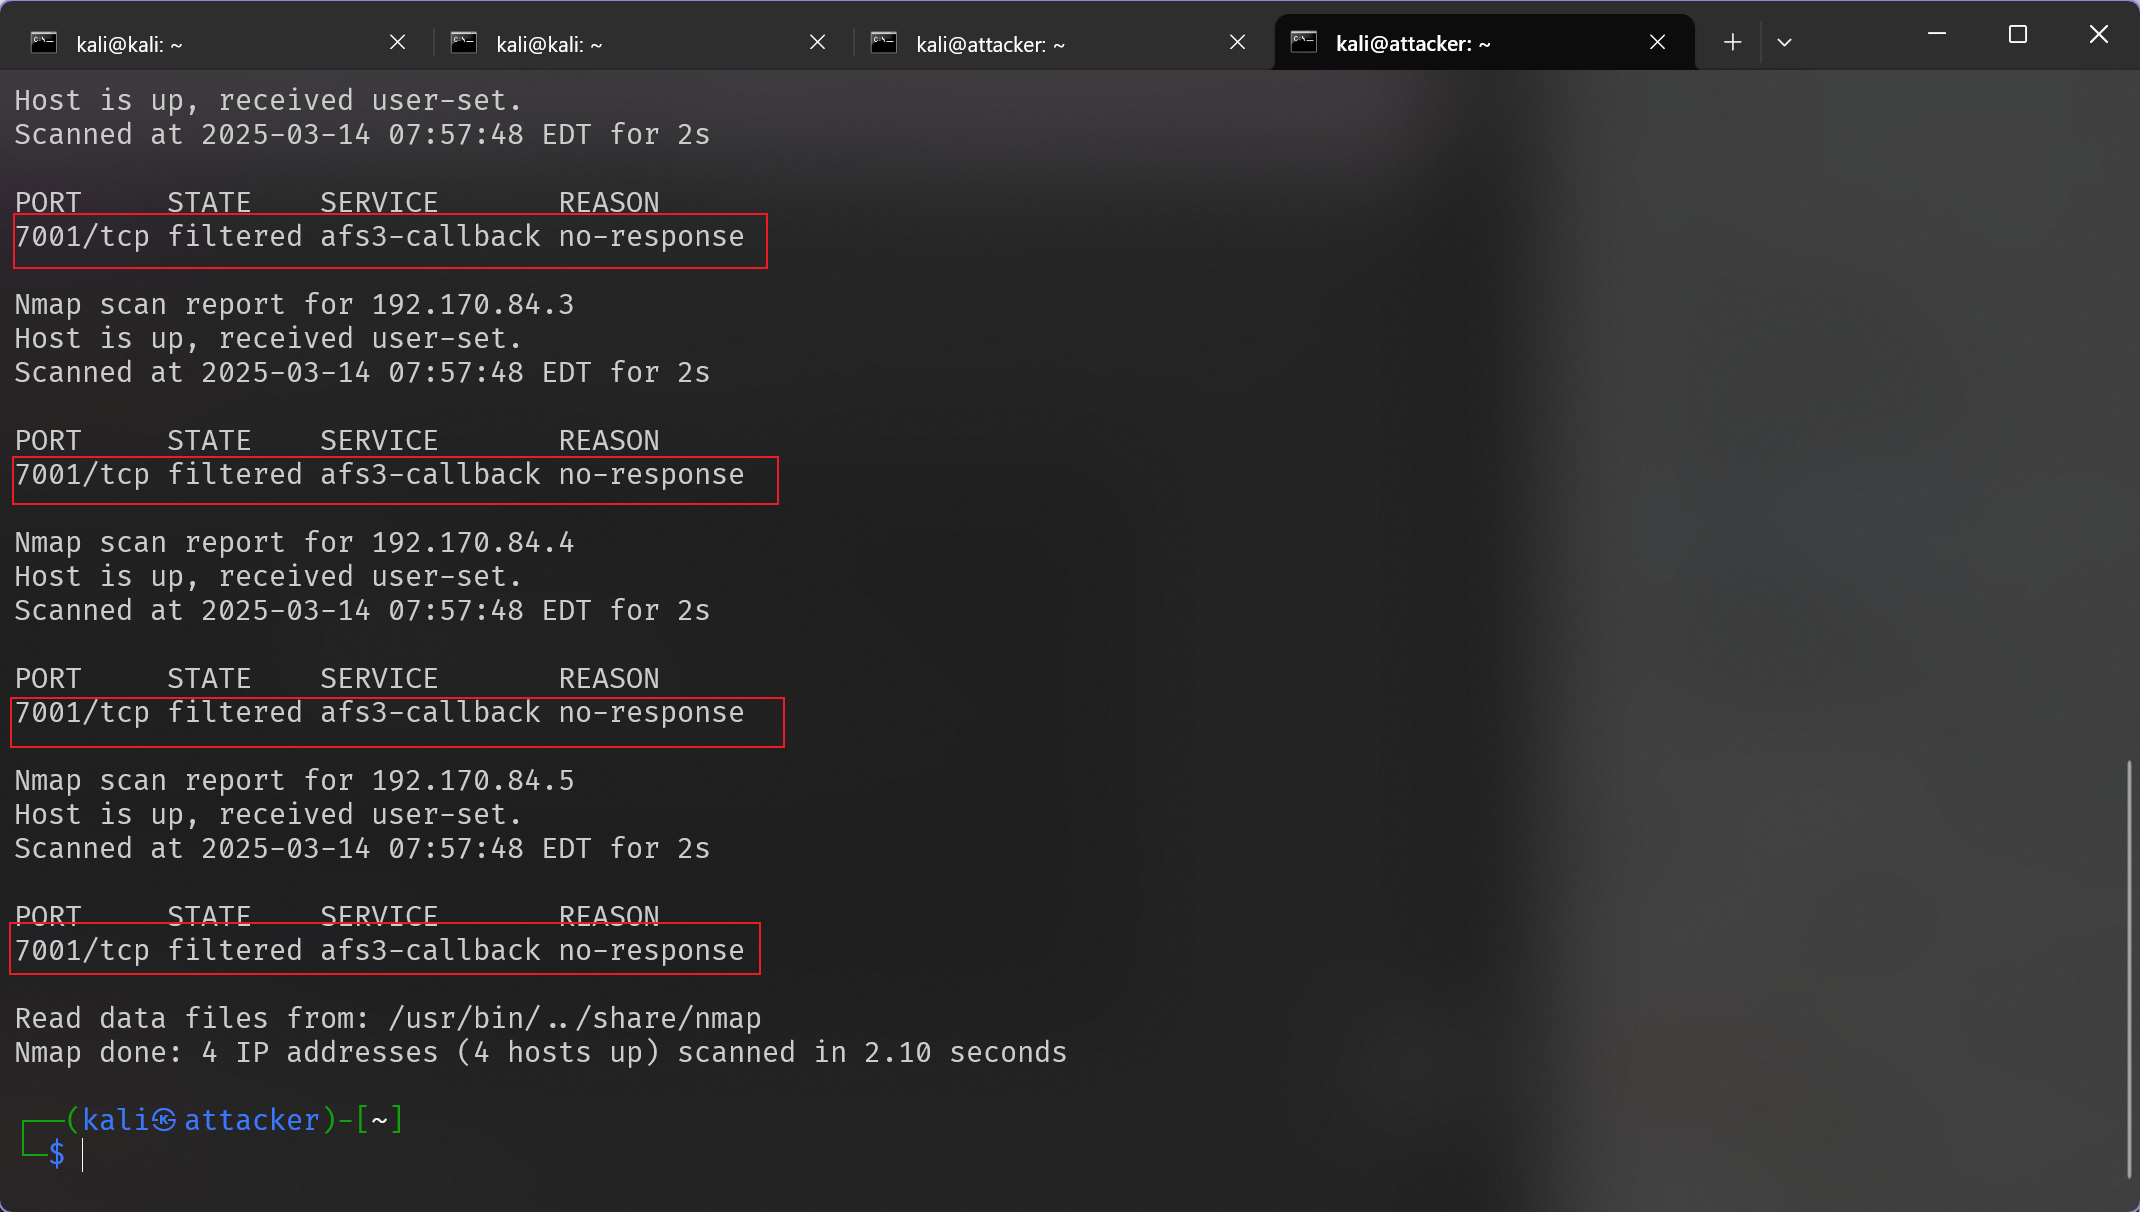 kali@kali: ~
kali@kali: ~
kali@attacker: ~
kali@attacker: ~
Host is up, received user-set.
Scanned at 2025-03-14 07:57:48 EDT for 2s
PORT     STATE    SERVICE       REASON
7001/tcp filtered afs3-callback no-response
Nmap scan report for 192.170.84.3
Host is up, received user-set.
Scanned at 2025-03-14 07:57:48 EDT for 2s
PORT     STATE    SERVICE       REASON
7001/tcp filtered afs3-callback no-response
Nmap scan report for 192.170.84.4
Host is up, received user-set.
Scanned at 2025-03-14 07:57:48 EDT for 2s
PORT     STATE    SERVICE       REASON
7001/tcp filtered afs3-callback no-response
Nmap scan report for 192.170.84.5
Host is up, received user-set.
Scanned at 2025-03-14 07:57:48 EDT for 2s
PORT     STATE    SERVICE       REASON
7001/tcp filtered afs3-callback no-response
Read data files from: /usr/bin/../share/nmap
Nmap done: 4 IP addresses (4 hosts up) scanned in 2.10 seconds
┌──(kali㉿attacker)-[~]
└─$